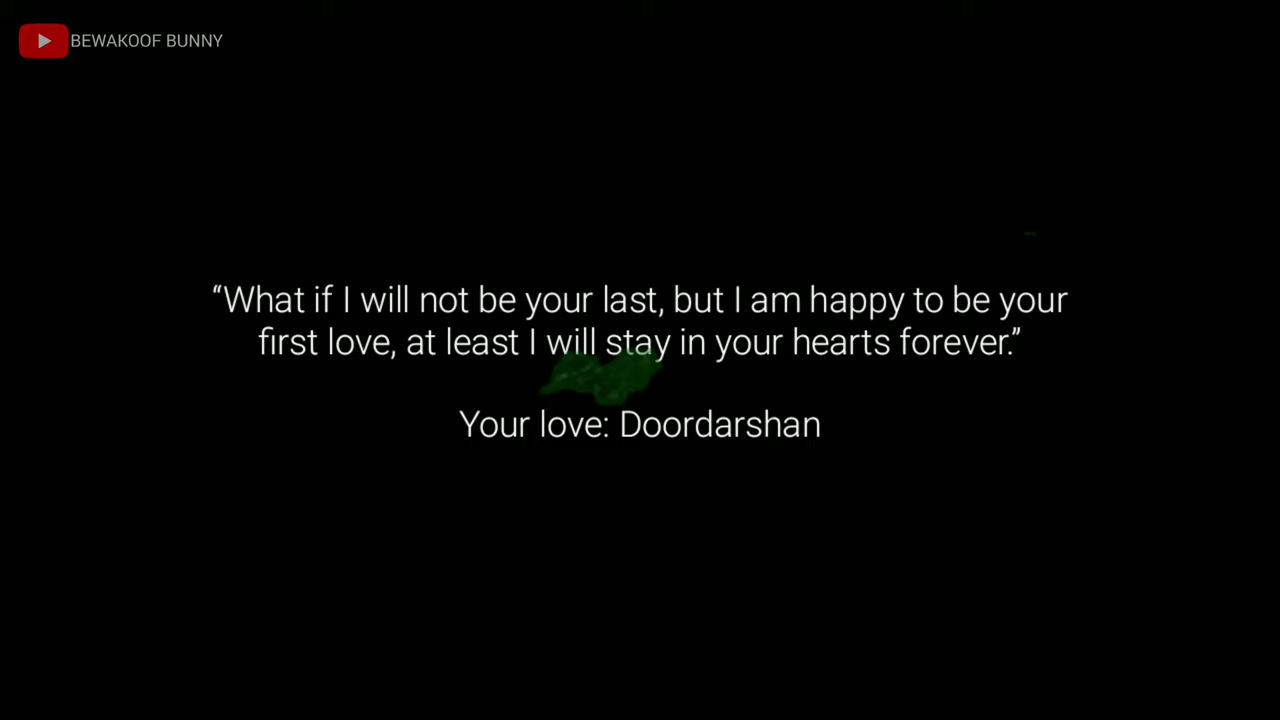 BEWAKOOF BUNNY
“What if I will not be your last, but I am happy to be your
first love, at least I will stay in your hearts forever.”
Your love: Doordarshan